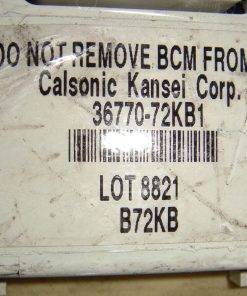 DO NOT REMOVE BCM FROM
Calsonic Kansei Corp.
36770-72KB1
LOT 8821
B72KB